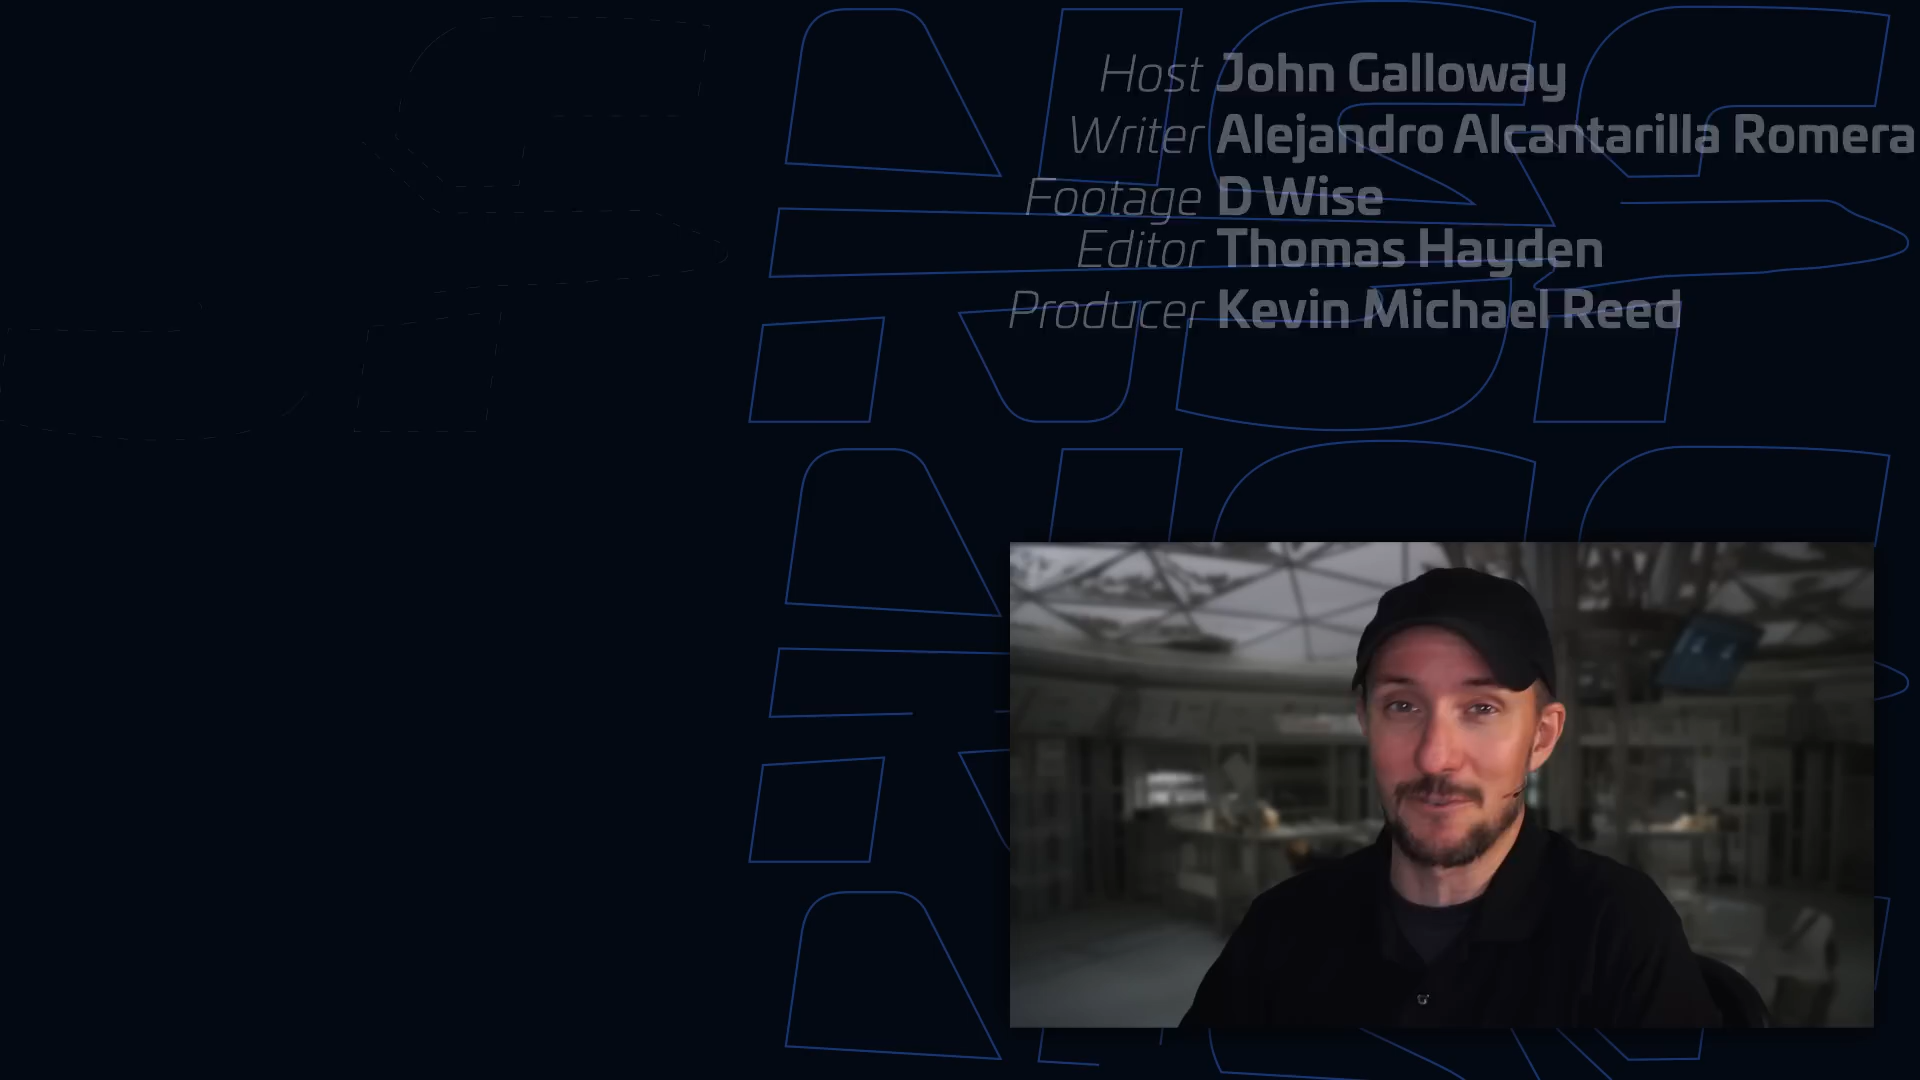 Host John Galloway
Writer Alejandro Alcantarilla Romera
Footage D Wise
Editor Thomas Hayden
Producer Kevin Michael Reed